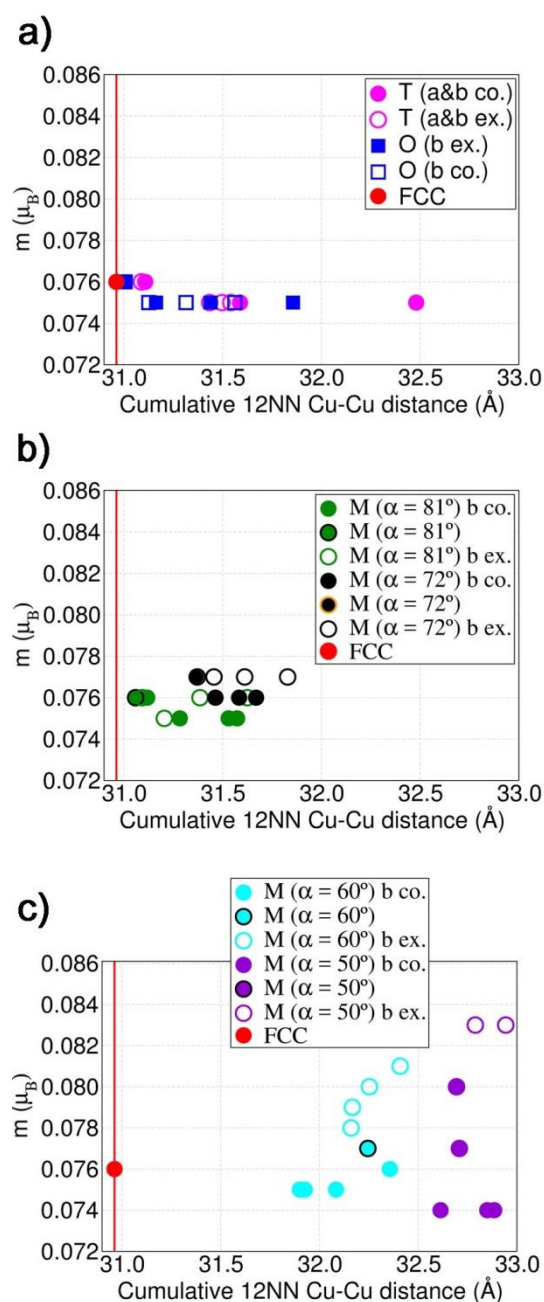 a)
0.086
0.084
0.082
0.080
0.078
0.076
0.074
0.072
m (μB)
T (a&b co.)
T (a&b ex.)
O (b ex.)
O (b co.)
FCC
31.0 31.5 32.0 32.5 33.0
Cumulative 12NN Cu-Cu distance (Å)
b)
0.086
0.084
0.082
0.080
0.078
0.076
0.074
0.072
m (μB)
M (α = 81º) b co.
M (α = 81º)
M (α = 81º) b ex.
M (α = 72º) b co.
M (α = 72º)
M (α = 72º) b ex.
FCC
31.0 31.5 32.0 32.5 33.0
Cumulative 12NN Cu-Cu distance (Å)
c)
M (α = 60º) b co.
M (α = 60º)
M (α = 60º) b ex.
M (α = 50º) b co.
M (α = 50º)
M (α = 50º) b ex.
FCC
0.086
0.084
0.082
0.080
0.078
0.076
0.074
0.072
m (μB)
31.0 31.5 32.0 32.5 33.0
Cumulative 12NN Cu-Cu distance (Å)